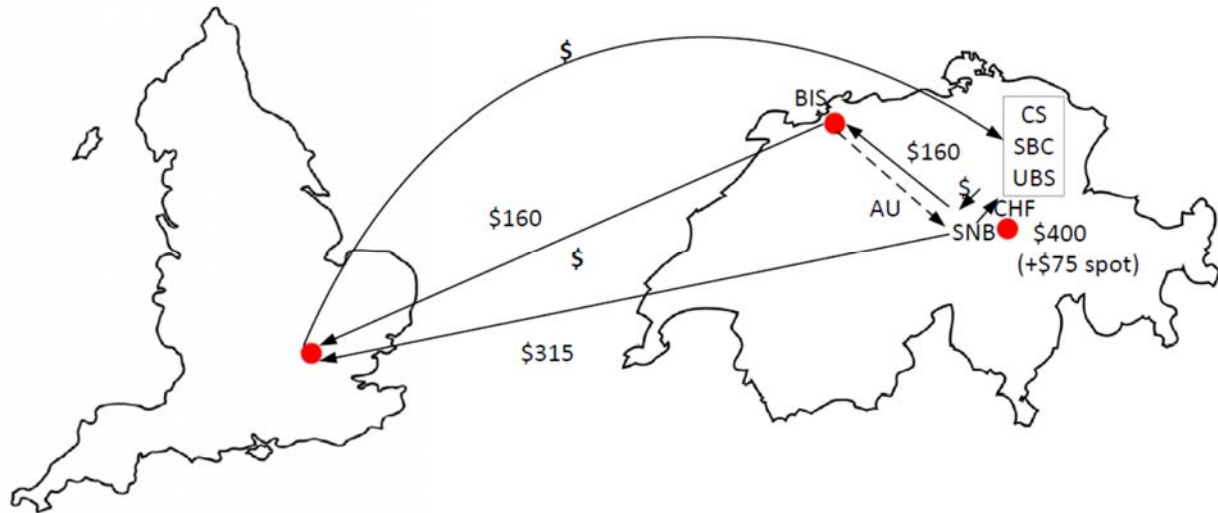 $
BIS
CS
SBC
UBS
$160
$
AU
CHF
SNB
$400
(+$75 spot)
$160
$
$315